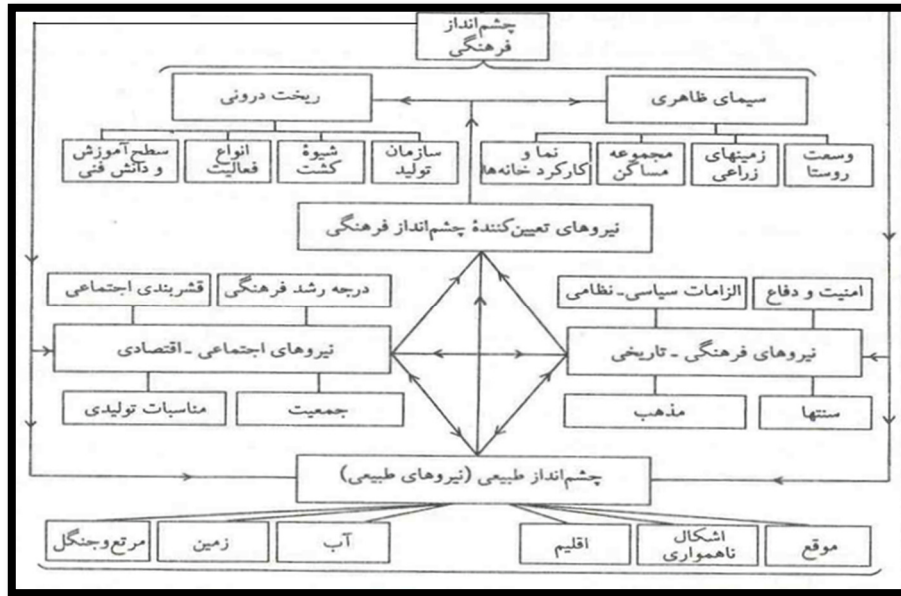 چشم‌انداز
فرهنگی
سیمای ظاهری
ریخت درونی
وسعت
روستا
زمینهای
زراعی
مجموعه
مساکن
نما و
کارکرد خانه‌ها
سازمان
تولید
شیوهٔ
کشت
انواع
فعالیت
سطح آموزش
و دانش فنی
نیروهای تعیین‌کنندهٔ چشم‌انداز فرهنگی
امنیت و دفاع
الزامات سیاسی-نظامی
درجه رشد فرهنگی
قشربندی اجتماعی
نیروهای فرهنگی - تاریخی
نیروهای اجتماعی - اقتصادی
سنتها
مذهب
جمعیت
مناسبات تولیدی
چشم‌انداز طبیعی (نیروهای طبیعی)
موقع
اشکال
ناهمواری
اقلیم
آب
زمین
مرتع‌وجنگل